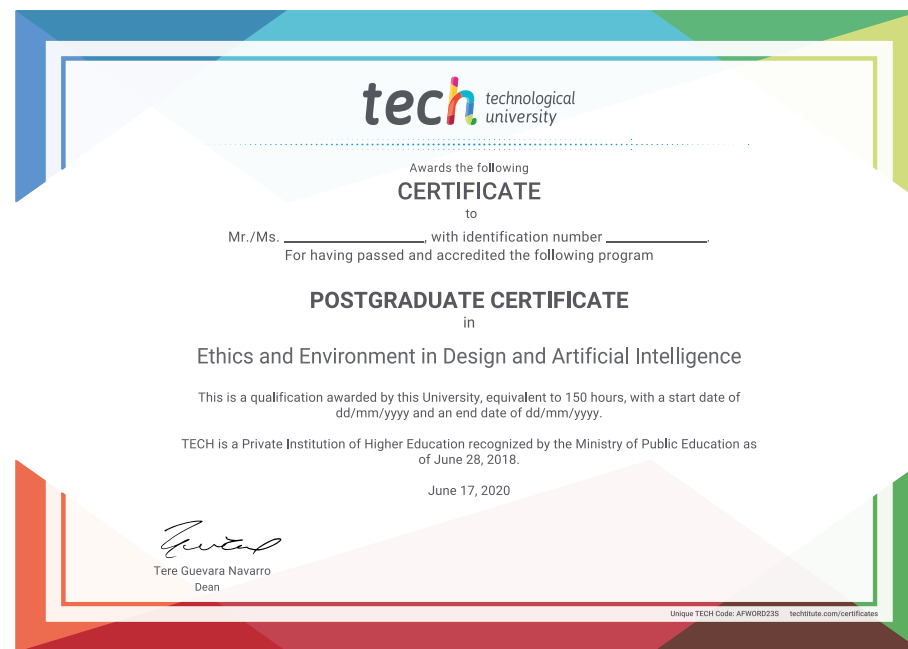 tech technological
university
Awards the following
CERTIFICATE
to
Mr./Ms. ____________________, with identification number ______________.
For having passed and accredited the following program
POSTGRADUATE CERTIFICATE
in
Ethics and Environment in Design and Artificial Intelligence
This is a qualification awarded by this University, equivalent to 150 hours, with a start date of
dd/mm/yyyy and an end date of dd/mm/yyyy.
TECH is a Private Institution of Higher Education recognized by the Ministry of Public Education as
of June 28, 2018.
June 17, 2020
Tere Guevara Navarro
Dean
Unique TECH Code: AFWORD23S techtitute.com/certificates